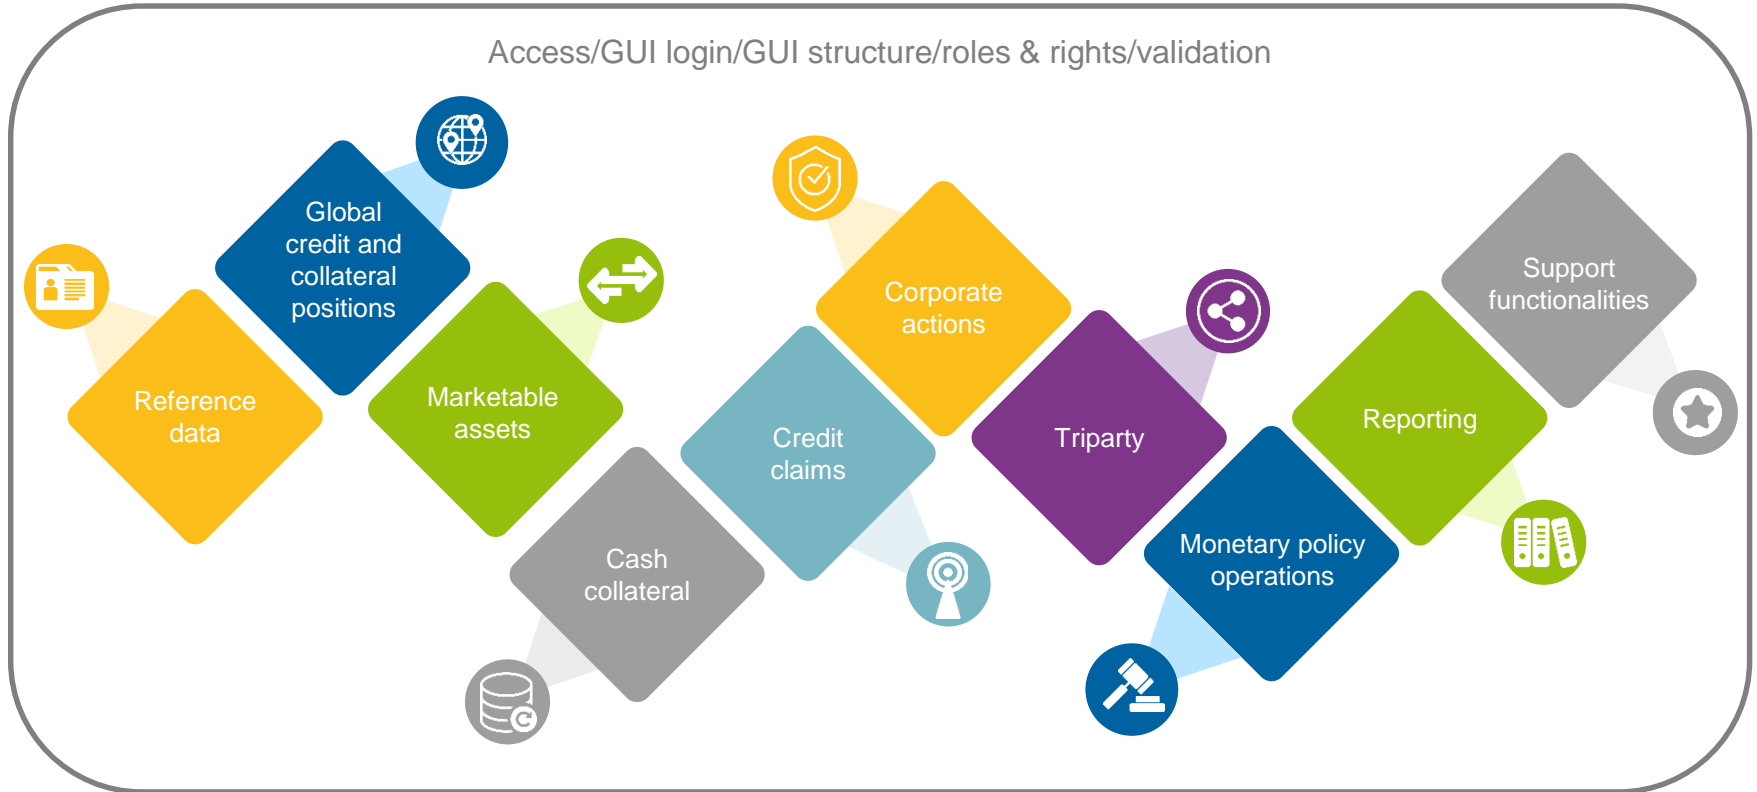 Access/GUI login/GUI structure/roles & rights/validation
Reference
data
Global
credit and
collateral
positions
Marketable
assets
Cash
collateral
Credit
claims
Corporate
actions
Triparty
Monetary policy
operations
Reporting
Support
functionalities